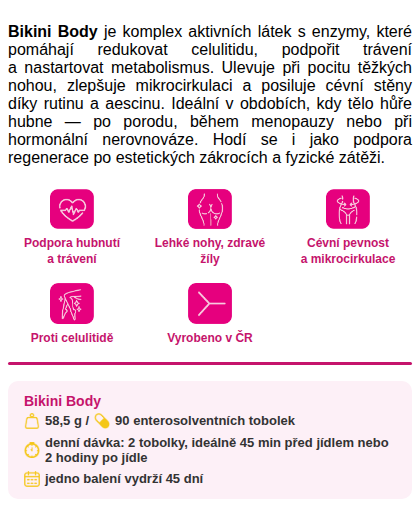 Bikini Body je komplex aktivních látek s enzymy, které
pomáhají redukovat celulitidu, podpořit trávení
a nastartovat metabolismus. Ulevuje při pocitu těžkých
nohou, zlepšuje mikrocirkulaci a posiluje cévní stěny
díky rutinu a aescinu. Ideální v obdobích, kdy tělo hůře
hubne — po porodu, během menopauzy nebo při
hormonální nerovnováze. Hodí se i jako podpora
regenerace po estetických zákrocích a fyzické zátěži.
Podpora hubnutí
a trávení
Lehké nohy, zdravé
žíly
Cévní pevnost
a mikrocirkulace
Proti celulitidě
Vyrobeno v ČR
Bikini Body
58,5 g / 90 enterosolventních tobolek
denní dávka: 2 tobolky, ideálně 45 min před jídlem nebo
2 hodiny po jídle
jedno balení vydrží 45 dní